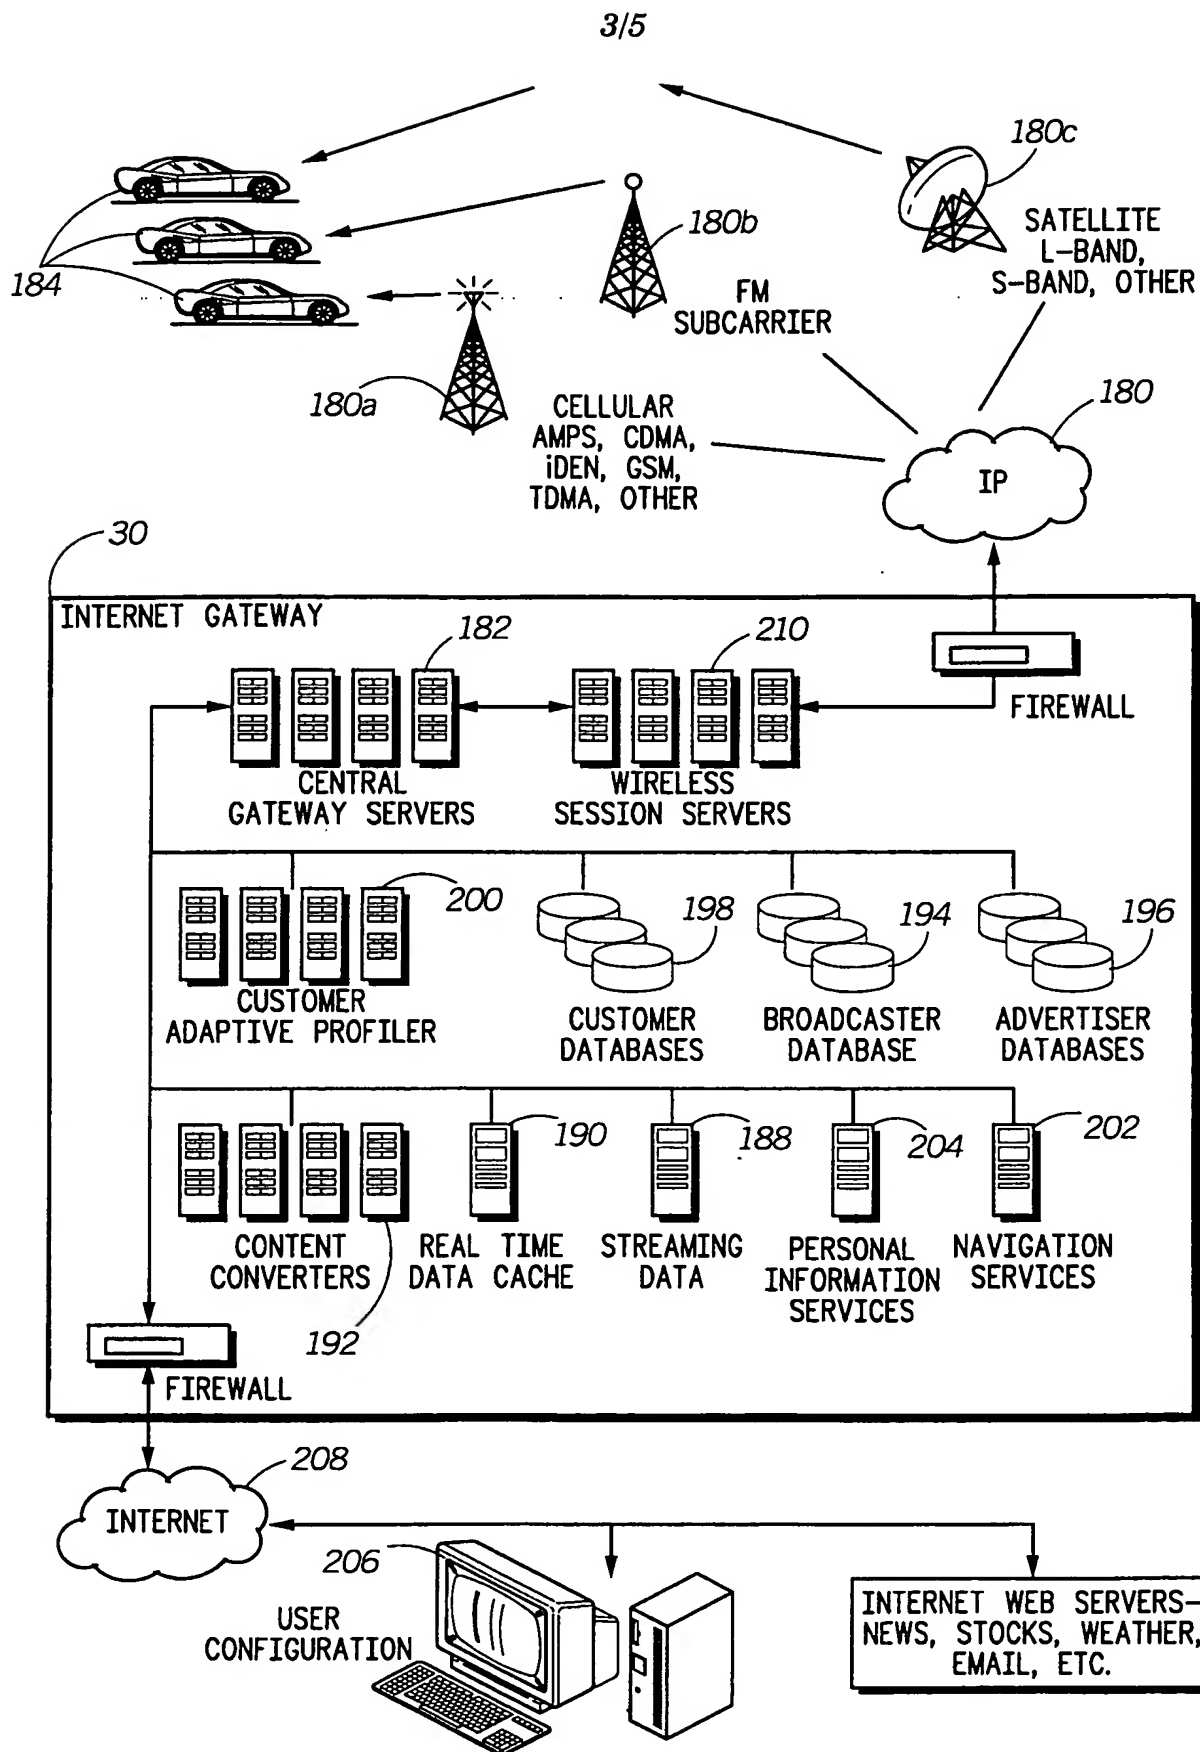 3/5
180c
SATELLITE
L-BAND,
S-BAND, OTHER
180b
FM
SUBCARRIER
184
180a
CELLULAR
AMPS, CDMA,
iDEN, GSM,
TDMA, OTHER
180
IP
30
INTERNET GATEWAY
182
210
FIREWALL
CENTRAL
GATEWAY SERVERS
WIRELESS
SESSION SERVERS
200
198
194
196
CUSTOMER
ADAPTIVE PROFILER
CUSTOMER
DATABASES
BROADCASTER
DATABASE
ADVERTISER
DATABASES
190
188
204
202
CONTENT
CONVERTERS
REAL TIME
DATA CACHE
STREAMING
DATA
PERSONAL
INFORMATION
SERVICES
NAVIGATION
SERVICES
192
FIREWALL
208
INTERNET
206
USER
CONFIGURATION
INTERNET WEB SERVERS-
NEWS, STOCKS, WEATHER,
EMAIL, ETC.